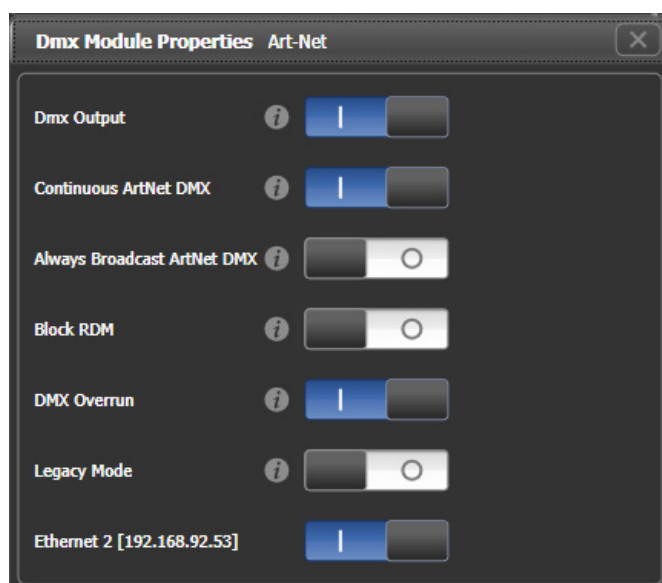 Dmx Module Properties Art-Net
Dmx Output
Continuous ArtNet DMX
Always Broadcast ArtNet DMX
Block RDM
DMX Overrun
Legacy Mode
Ethernet 2 [192.168.92.53]